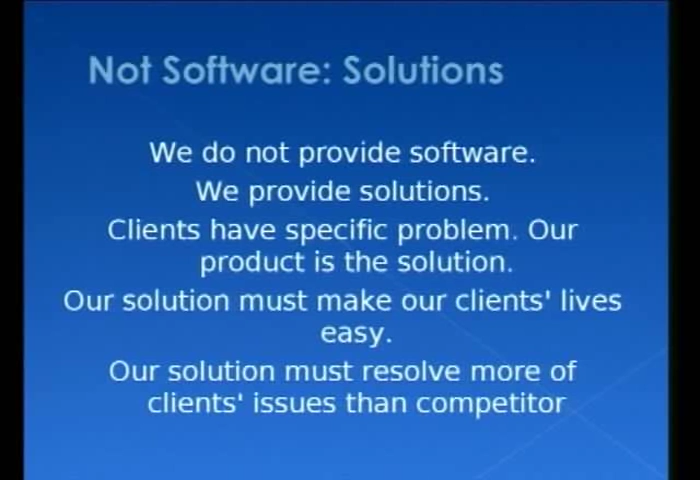 Not Software: Solutions
We do not provide software.
We provide solutions.
Clients have specific problem. Our
product is the solution.
Our solution must make our clients' lives
easy.
Our solution must resolve more of
clients' issues than competitor